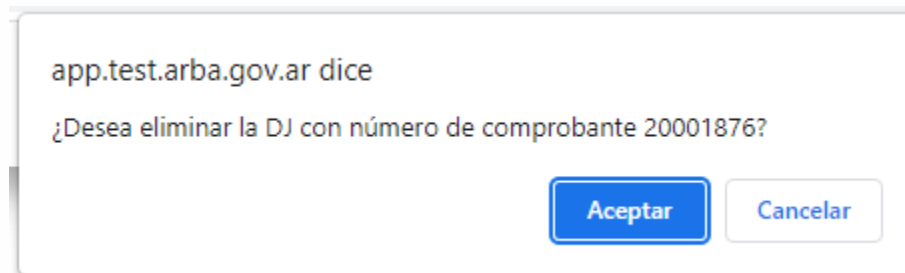 app.test.arba.gov.ar dice
¿Desea eliminar la DJ con número de comprobante 20001876?
Aceptar Cancelar